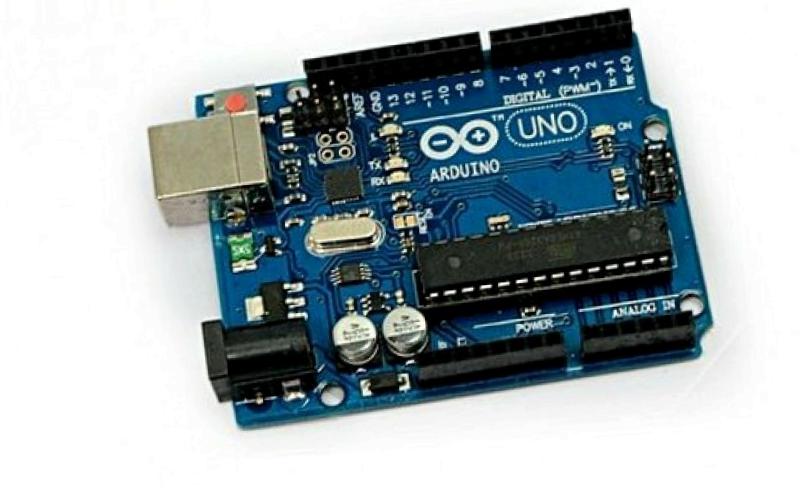 AREF
GND
13
12
~11
~10
~9
8
7
~6
~5
4
~3
2
TX→1
RX←0
DIGITAL (PWM~)
L
TX
RX
™
UNO
ARDUINO
ON
POWER
ANALOG IN